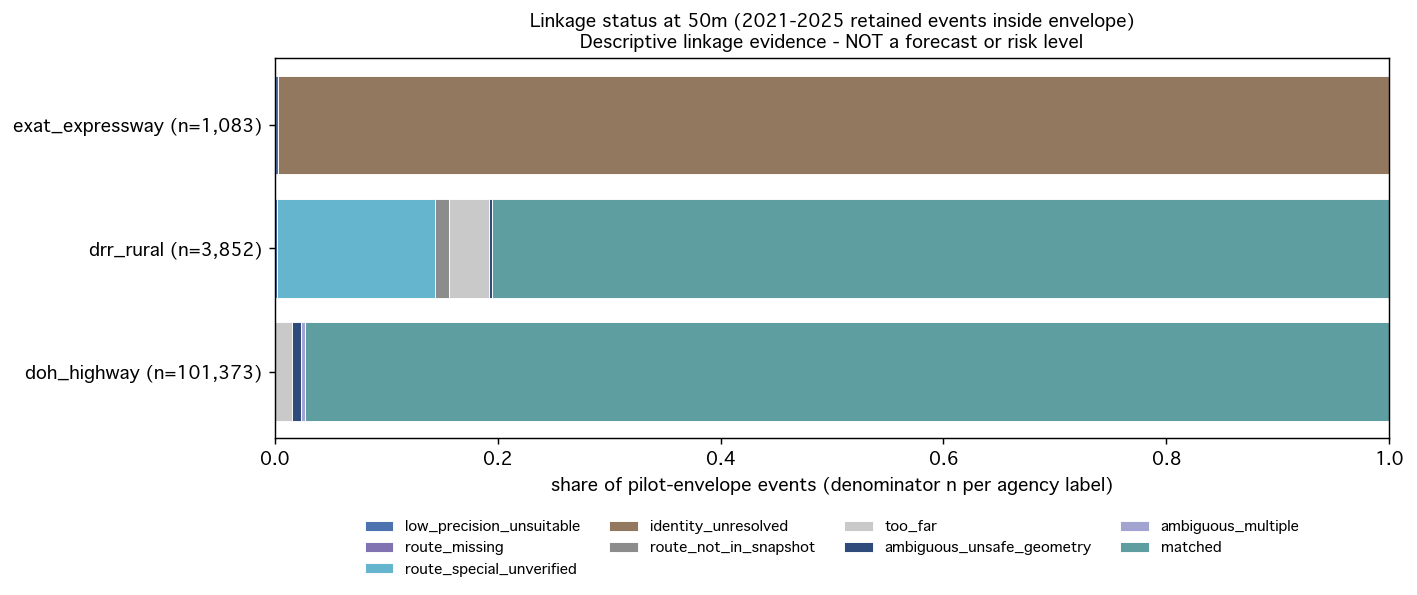 Linkage status at 50m (2021-2025 retained events inside envelope)
Descriptive linkage evidence - NOT a forecast or risk level
exat_expressway (n=1,083)
drr_rural (n=3,852)
doh_highway (n=101,373)
0.0 0.2 0.4 0.6 0.8 1.0
share of pilot-envelope events (denominator n per agency label)
low_precision_unsuitable identity_unresolved too_far ambiguous_multiple
route_missing route_not_in_snapshot ambiguous_unsafe_geometry matched
route_special_unverified